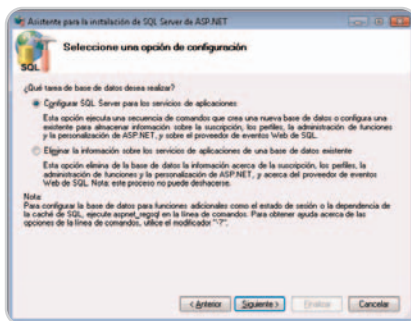 Asistente para la instalación de SQL Server de ASP.NET
SQL
Seleccione una opción de configuración
¿Qué tarea de base de datos desea realizar?
Configurar SQL Server para los servicios de aplicaciones
Esta opción ejecuta una secuencia de comandos que crea una nueva base de datos o configura una
existente para almacenar información sobre la suscripción, los perfiles, la administración de funciones
y la personalización de ASP.NET, y sobre el proveedor de eventos Web de SQL.
Eliminar la información sobre los servicios de aplicaciones de una base de datos existente
Esta opción elimina de la base de datos la información acerca de la suscripción, los perfiles, la
administración de funciones y la personalización de ASP.NET, y acerca del proveedor de eventos
Web de SQL. Nota: este proceso no puede deshacerse.
Nota:
Para configurar la base de datos para funciones adicionales como el estado de sesión o la dependencia de
la caché de SQL, ejecute aspnet_regsql en la línea de comandos. Para obtener ayuda acerca de las
opciones de la línea de comandos, utilice el modificador "-?".
< Anterior
Siguiente >
Finalizar
Cancelar